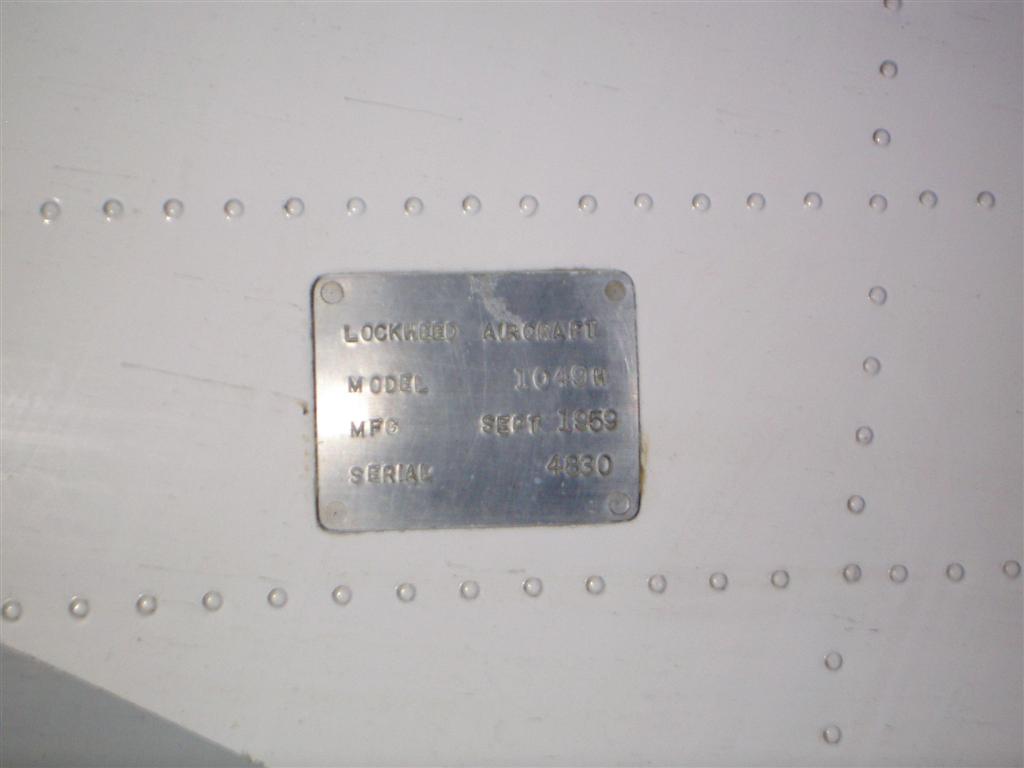 LOCKHEED AIRCRAFT
MODEL 1049H
MFG SEPT 1959
SERIAL 4830